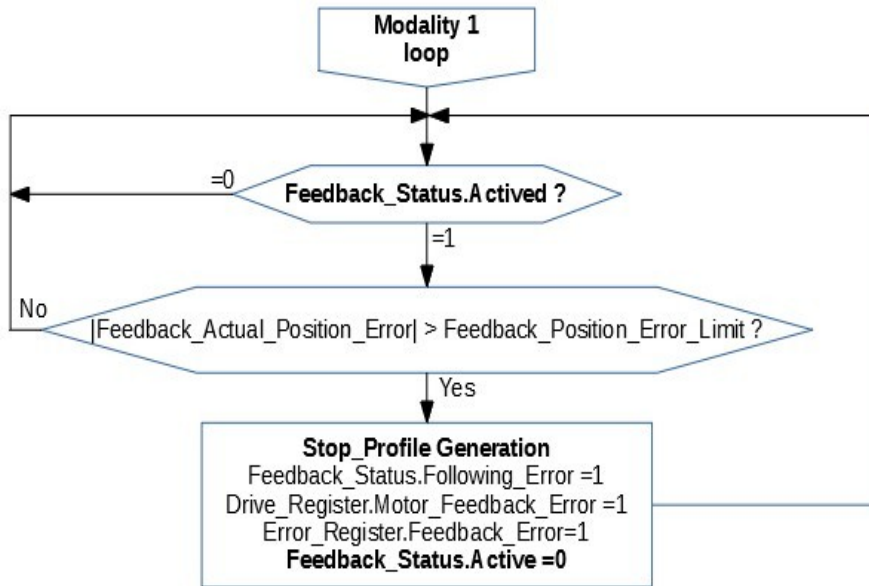 Modality 1
loop
=0
Feedback_Status.Actived ?
=1
No
|Feedback_Actual_Position_Error| > Feedback_Position_Error_Limit ?
Yes
Stop_Profile Generation
Feedback_Status.Following_Error =1
Drive_Register.Motor_Feedback_Error =1
Error_Register.Feedback_Error=1
Feedback_Status.Active =0